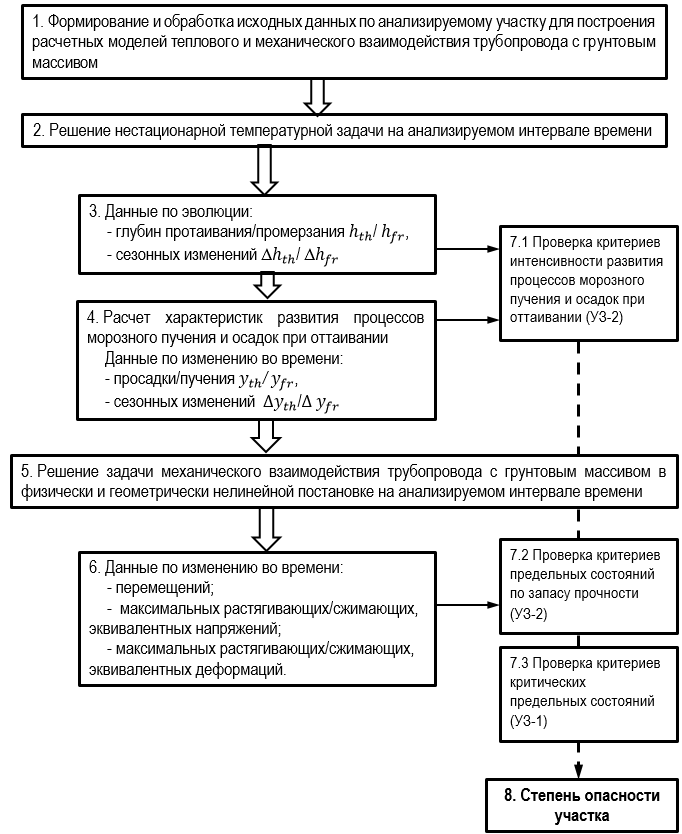 1. Формирование и обработка исходных данных по анализируемому участку для построения
расчетных моделей теплового и механического взаимодействия трубопровода с грунтовым
массивом
2. Решение нестационарной температурной задачи на анализируемом интервале времени
3. Данные по эволюции:
- глубин протаивания/промерзания h_th/ h_fr,
- сезонных изменений Δh_th/ Δh_fr
7.1 Проверка критериев
интенсивности развития
процессов морозного
пучения и осадок при
оттаивании (УЗ-2)
4. Расчет характеристик развития процессов
морозного пучения и осадок при оттаивании
Данные по изменению во времени:
- просадки/пучения y_th/ y_fr,
- сезонных изменений Δy_th/Δ y_fr
5. Решение задачи механического взаимодействия трубопровода с грунтовым массивом в
физически и геометрически нелинейной постановке на анализируемом интервале времени
6. Данные по изменению во времени:
- перемещений;
- максимальных растягивающих/сжимающих,
эквивалентных напряжений;
- максимальных растягивающих/сжимающих,
эквивалентных деформаций.
7.2 Проверка критериев
предельных состояний
по запасу прочности
(УЗ-2)
7.3 Проверка критериев
критических
предельных состояний
(УЗ-1)
8. Степень опасности
участка